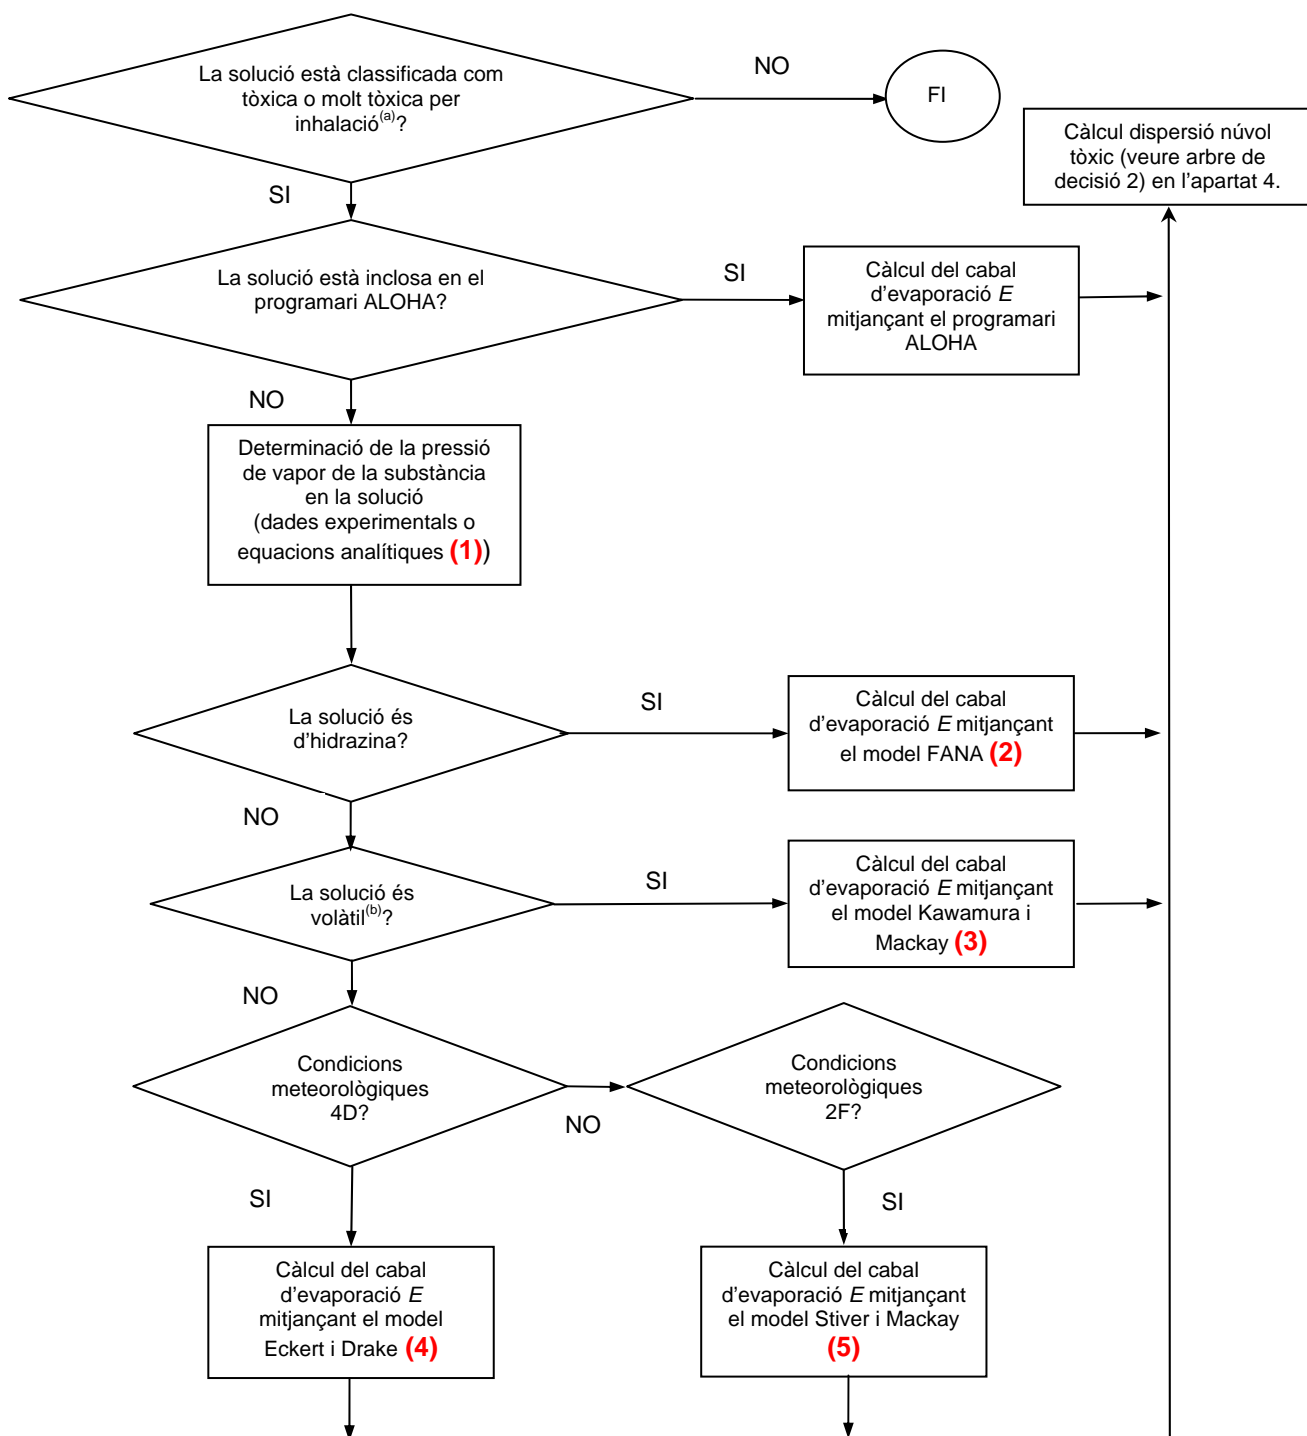 La solució està classificada com
tòxica o molt tòxica per
inhalació(a)?
NO
FI
Càlcul dispersió núvol
tòxic (veure arbre de
decisió 2) en l'apartat 4.
SI
La solució està inclosa en el
programari ALOHA?
SI
Càlcul del cabal
d'evaporació E
mitjançant el programari
ALOHA
NO
Determinació de la pressió
de vapor de la substància
en la solució
(dades experimentals o
equacions analítiques (1))
La solució és
d'hidrazina?
SI
Càlcul del cabal
d'evaporació E mitjançant
el model FANA (2)
NO
La solució és
volàtil(b)?
SI
Càlcul del cabal
d'evaporació E mitjançant
el model Kawamura i
Mackay (3)
NO
Condicions
meteorològiques
4D?
NO
Condicions
meteorològiques
2F?
SI
SI
Càlcul del cabal
d'evaporació E
mitjançant el model
Eckert i Drake (4)
Càlcul del cabal
d'evaporació E mitjançant
el model Stiver i Mackay
(5)